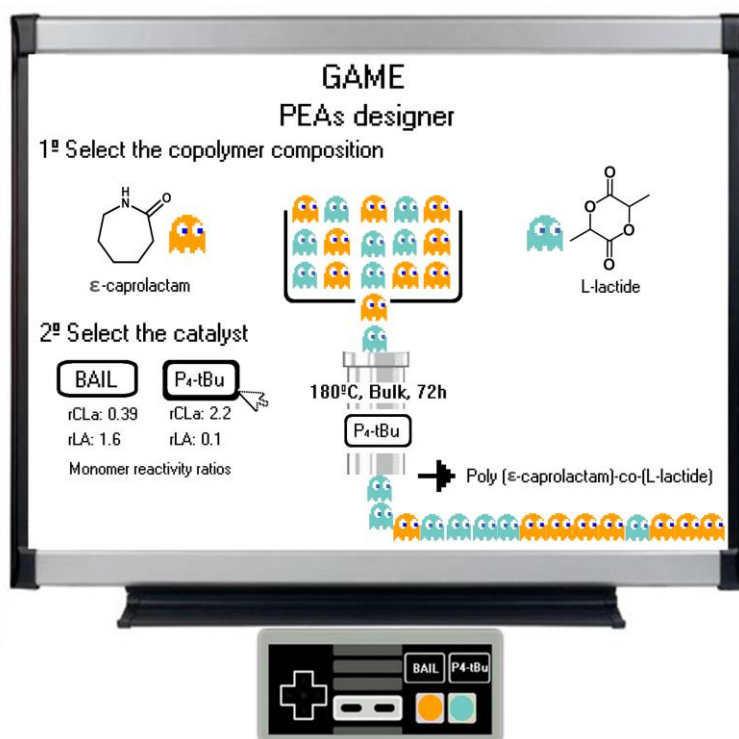 GAME
PEAs designer
1º Select the copolymer composition
H
N
O
ε-caprolactam
O
O
O
O
L-lactide
2º Select the catalyst
BAIL
P₄-tBu
rCLa: 0.39
rCLa: 2.2
rLA: 1.6
rLA: 0.1
Monomer reactivity ratios
180ºC, Bulk, 72h
P₄-tBu
Poly (ε-caprolactam)-co-(L-lactide)
BAIL
P4-tBu